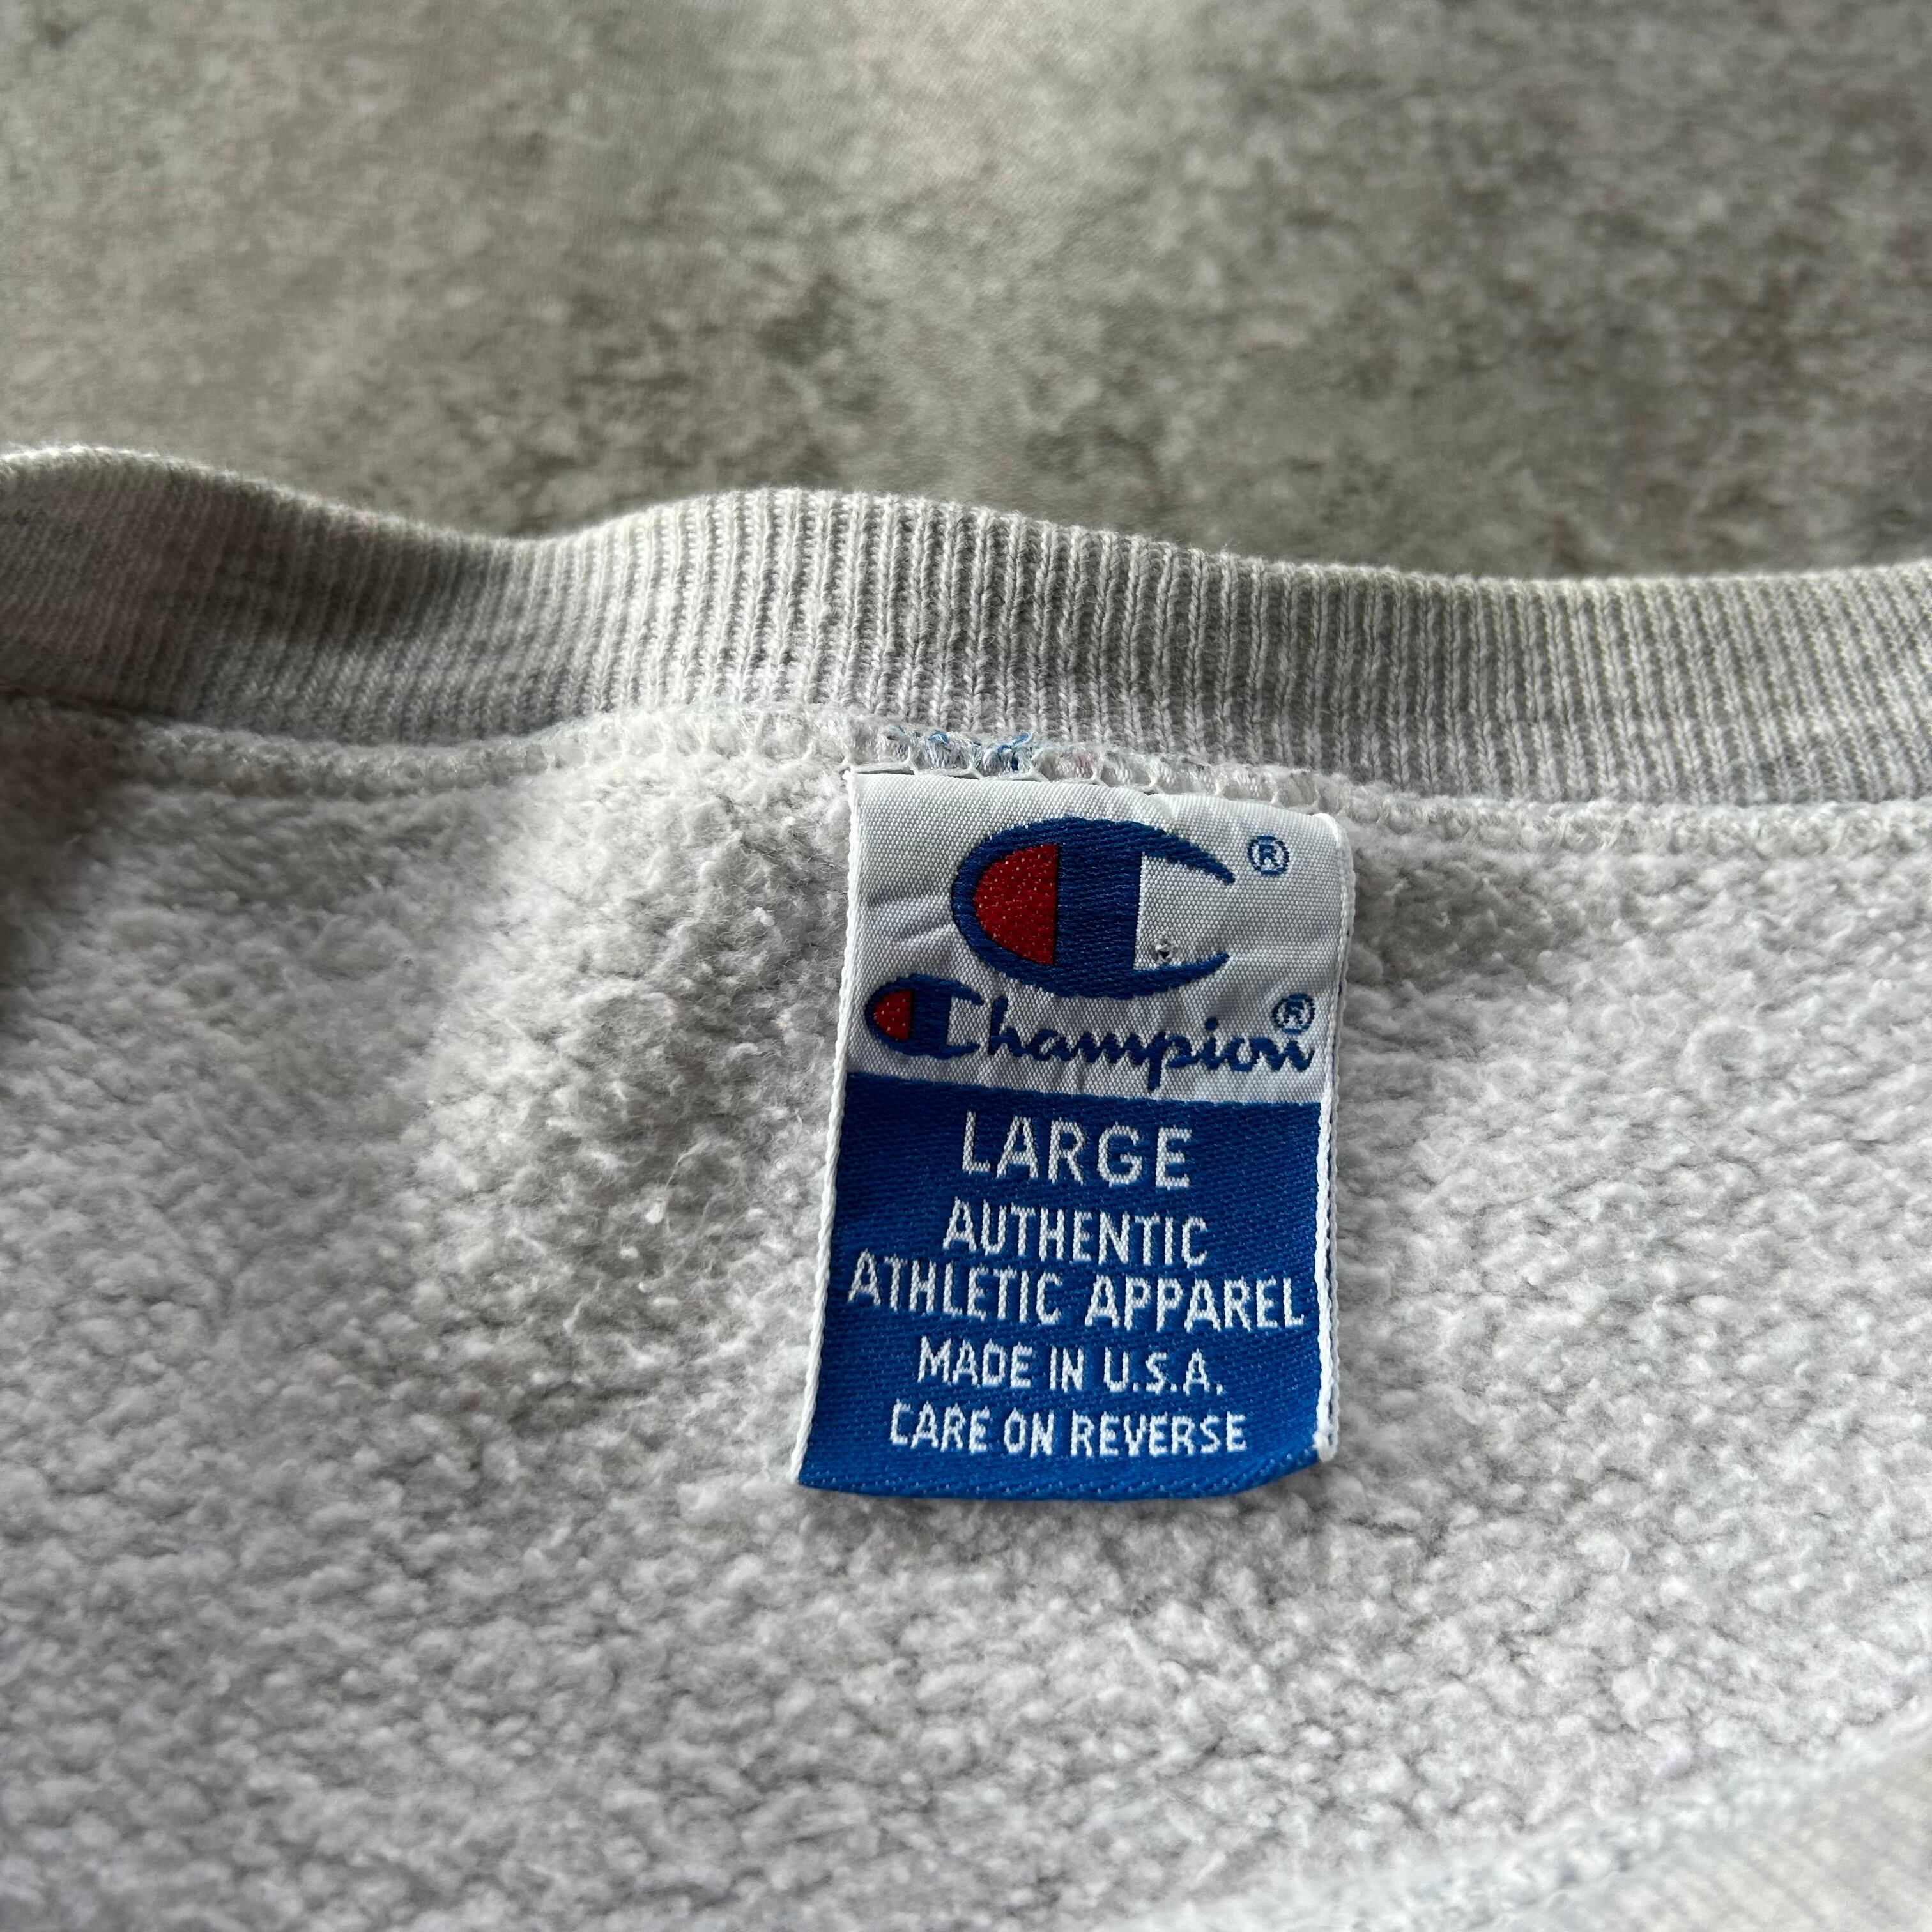 ®
Champion®
LARGE
AUTHENTIC
ATHLETIC APPAREL
MADE IN U.S.A.
CARE ON REVERSE